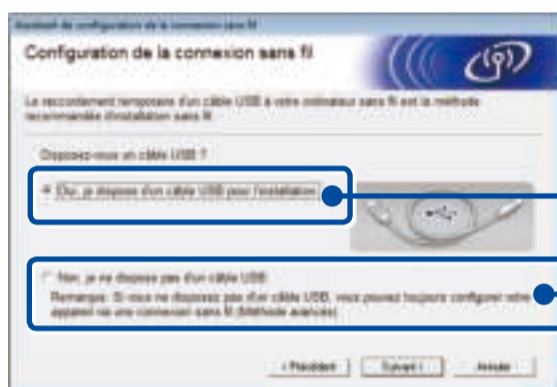 Assistant de configuration de la connexion sans fil
Configuration de la connexion sans fil
Le raccordement temporaire d'un câble USB à votre ordinateur sans fil est la méthode
recommandée d'installation sans fil.
Disposez-vous un câble USB ?
Oui, je dispose d'un câble USB pour l'installation
Non, je ne dispose pas d'un câble USB
Remarque: Si vous ne disposez pas d'un câble USB, vous pouvez toujours configurer votre
appareil via une connexion sans fil (Méthode avancée)
< Précédent
Suivant >
Annuler